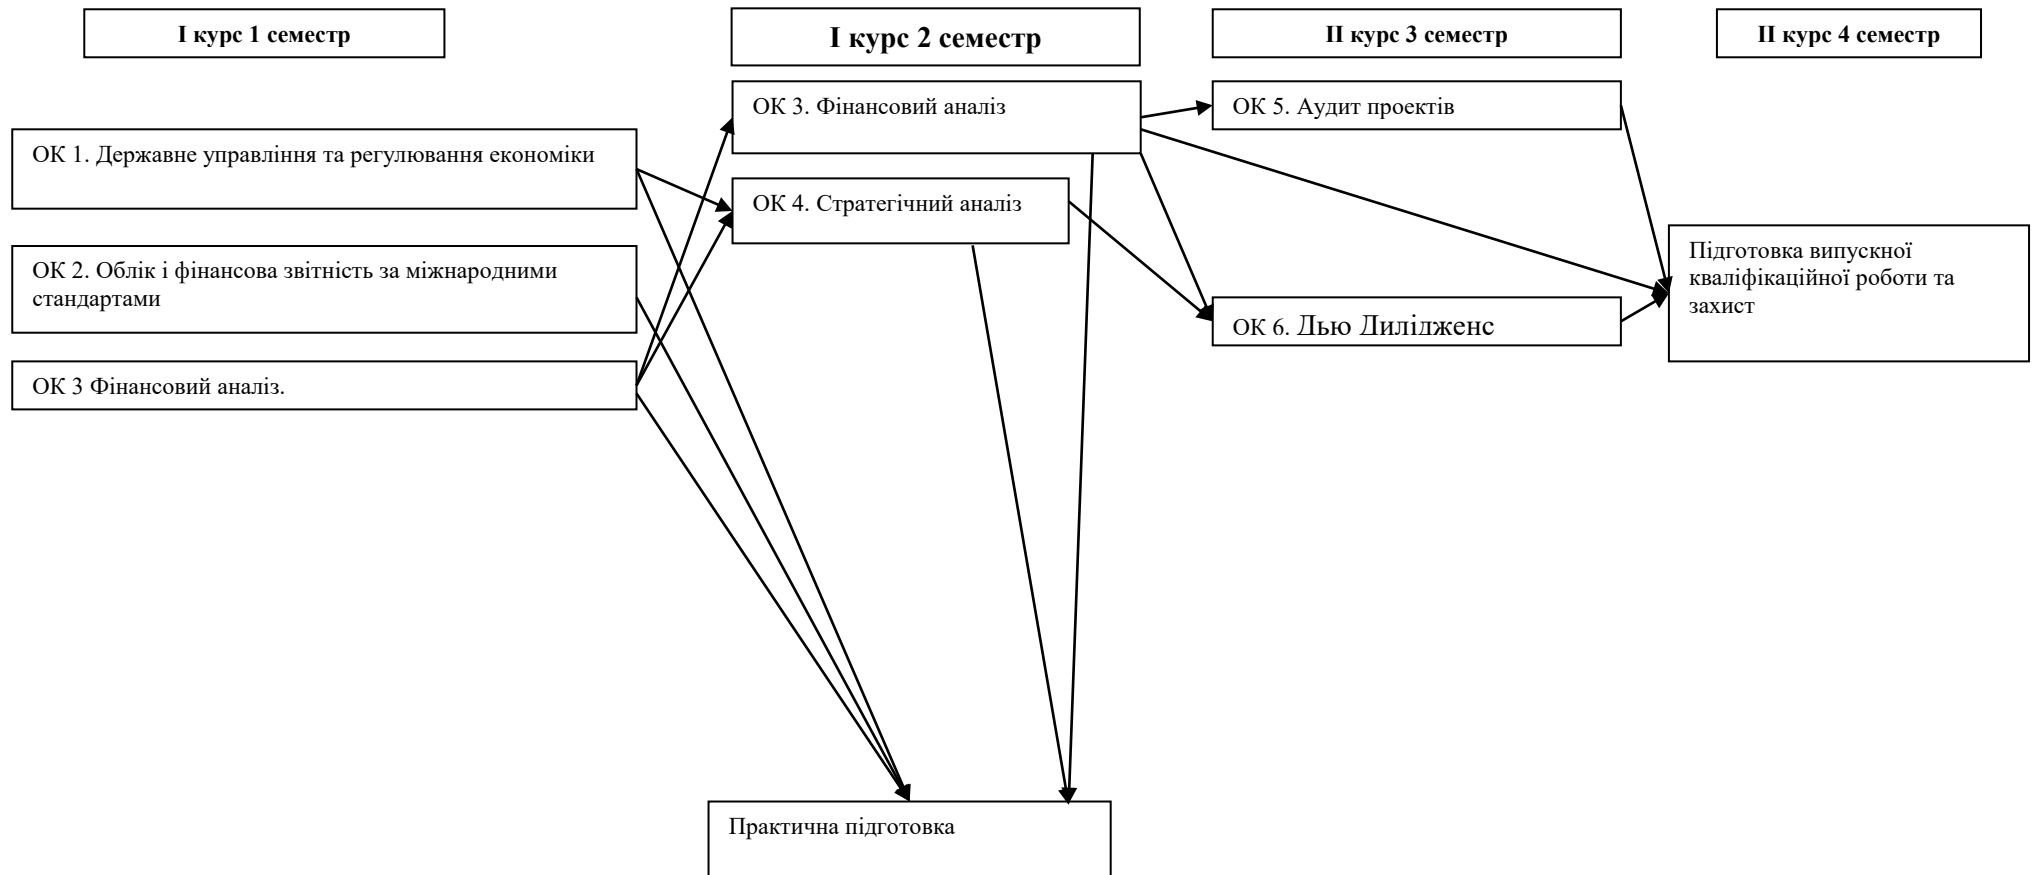 І курс 1 семестр
І курс 2 семестр
ІІ курс 3 семестр
ІІ курс 4 семестр
ОК 1. Державне управління та регулювання економіки
ОК 2. Облік і фінансова звітність за міжнародними
стандартами
ОК 3 Фінансовий аналіз.
ОК 3. Фінансовий аналіз
ОК 4. Стратегічний аналіз
ОК 5. Аудит проектів
ОК 6. Дью Дилідженс
Підготовка випускної
кваліфікаційної роботи та
захист
Практична підготовка